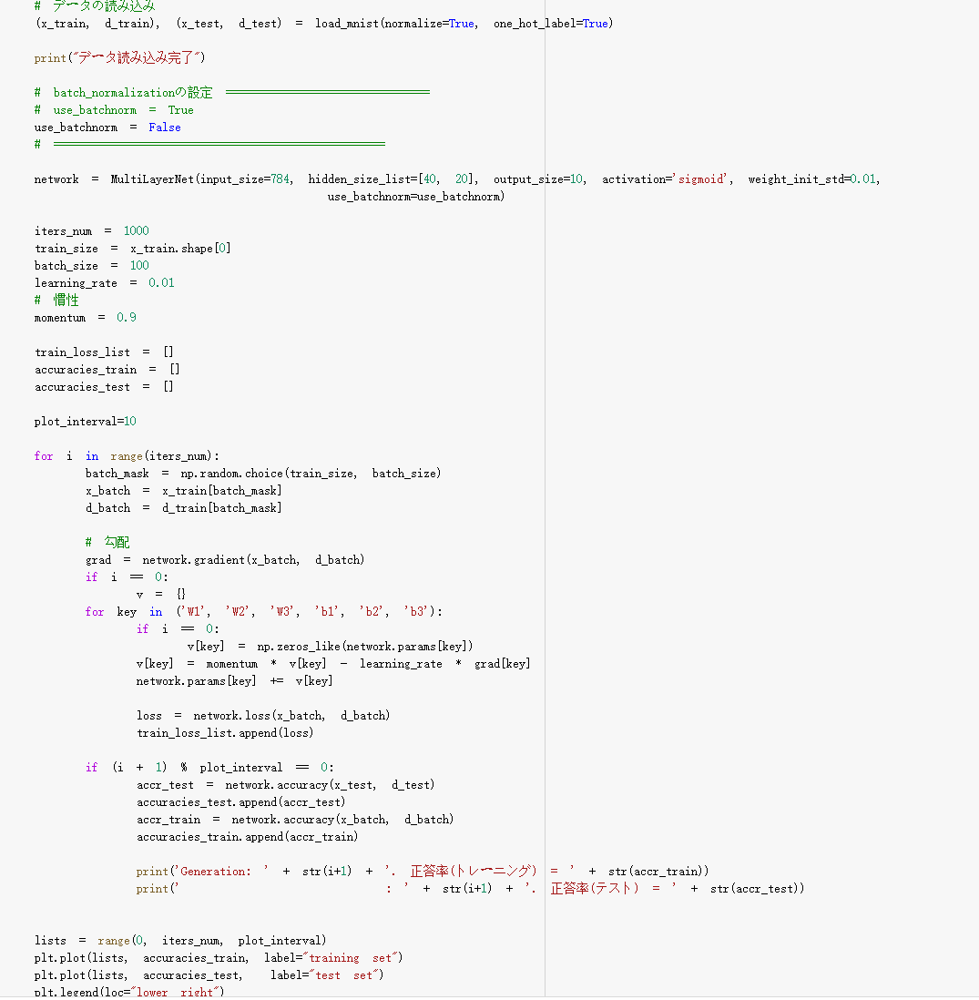 # データの読み込み
(x_train, d_train), (x_test, d_test) = load_mnist(normalize=True, one_hot_label=True)
print("データ読み込み完了")
# batch_normalizationの設定 ================================
# use_batchnorm = True
use_batchnorm = False
# ====================================================
network = MultiLayerNet(input_size=784, hidden_size_list=[40, 20], output_size=10, activation='sigmoid', weight_init_std=0.01,
use_batchnorm=use_batchnorm)
iters_num = 1000
train_size = x_train.shape[0]
batch_size = 100
learning_rate = 0.01
# 慣性
momentum = 0.9
train_loss_list = []
accuracies_train = []
accuracies_test = []
plot_interval=10
for i in range(iters_num):
batch_mask = np.random.choice(train_size, batch_size)
x_batch = x_train[batch_mask]
d_batch = d_train[batch_mask]
# 勾配
grad = network.gradient(x_batch, d_batch)
if i == 0:
v = {}
for key in ('W1', 'W2', 'W3', 'b1', 'b2', 'b3'):
if i == 0:
v[key] = np.zeros_like(network.params[key])
v[key] = momentum * v[key] - learning_rate * grad[key]
network.params[key] += v[key]
loss = network.loss(x_batch, d_batch)
train_loss_list.append(loss)
if (i + 1) % plot_interval == 0:
accr_test = network.accuracy(x_test, d_test)
accuracies_test.append(accr_test)
accr_train = network.accuracy(x_batch, d_batch)
accuracies_train.append(accr_train)
print('Generation: ' + str(i+1) + '. 正答率(トレーニング) = ' + str(accr_train))
print('                : ' + str(i+1) + '. 正答率(テスト) = ' + str(accr_test))
lists = range(0, iters_num, plot_interval)
plt.plot(lists, accuracies_train, label="training set")
plt.plot(lists, accuracies_test, label="test set")
plt.legend(loc="lower right")